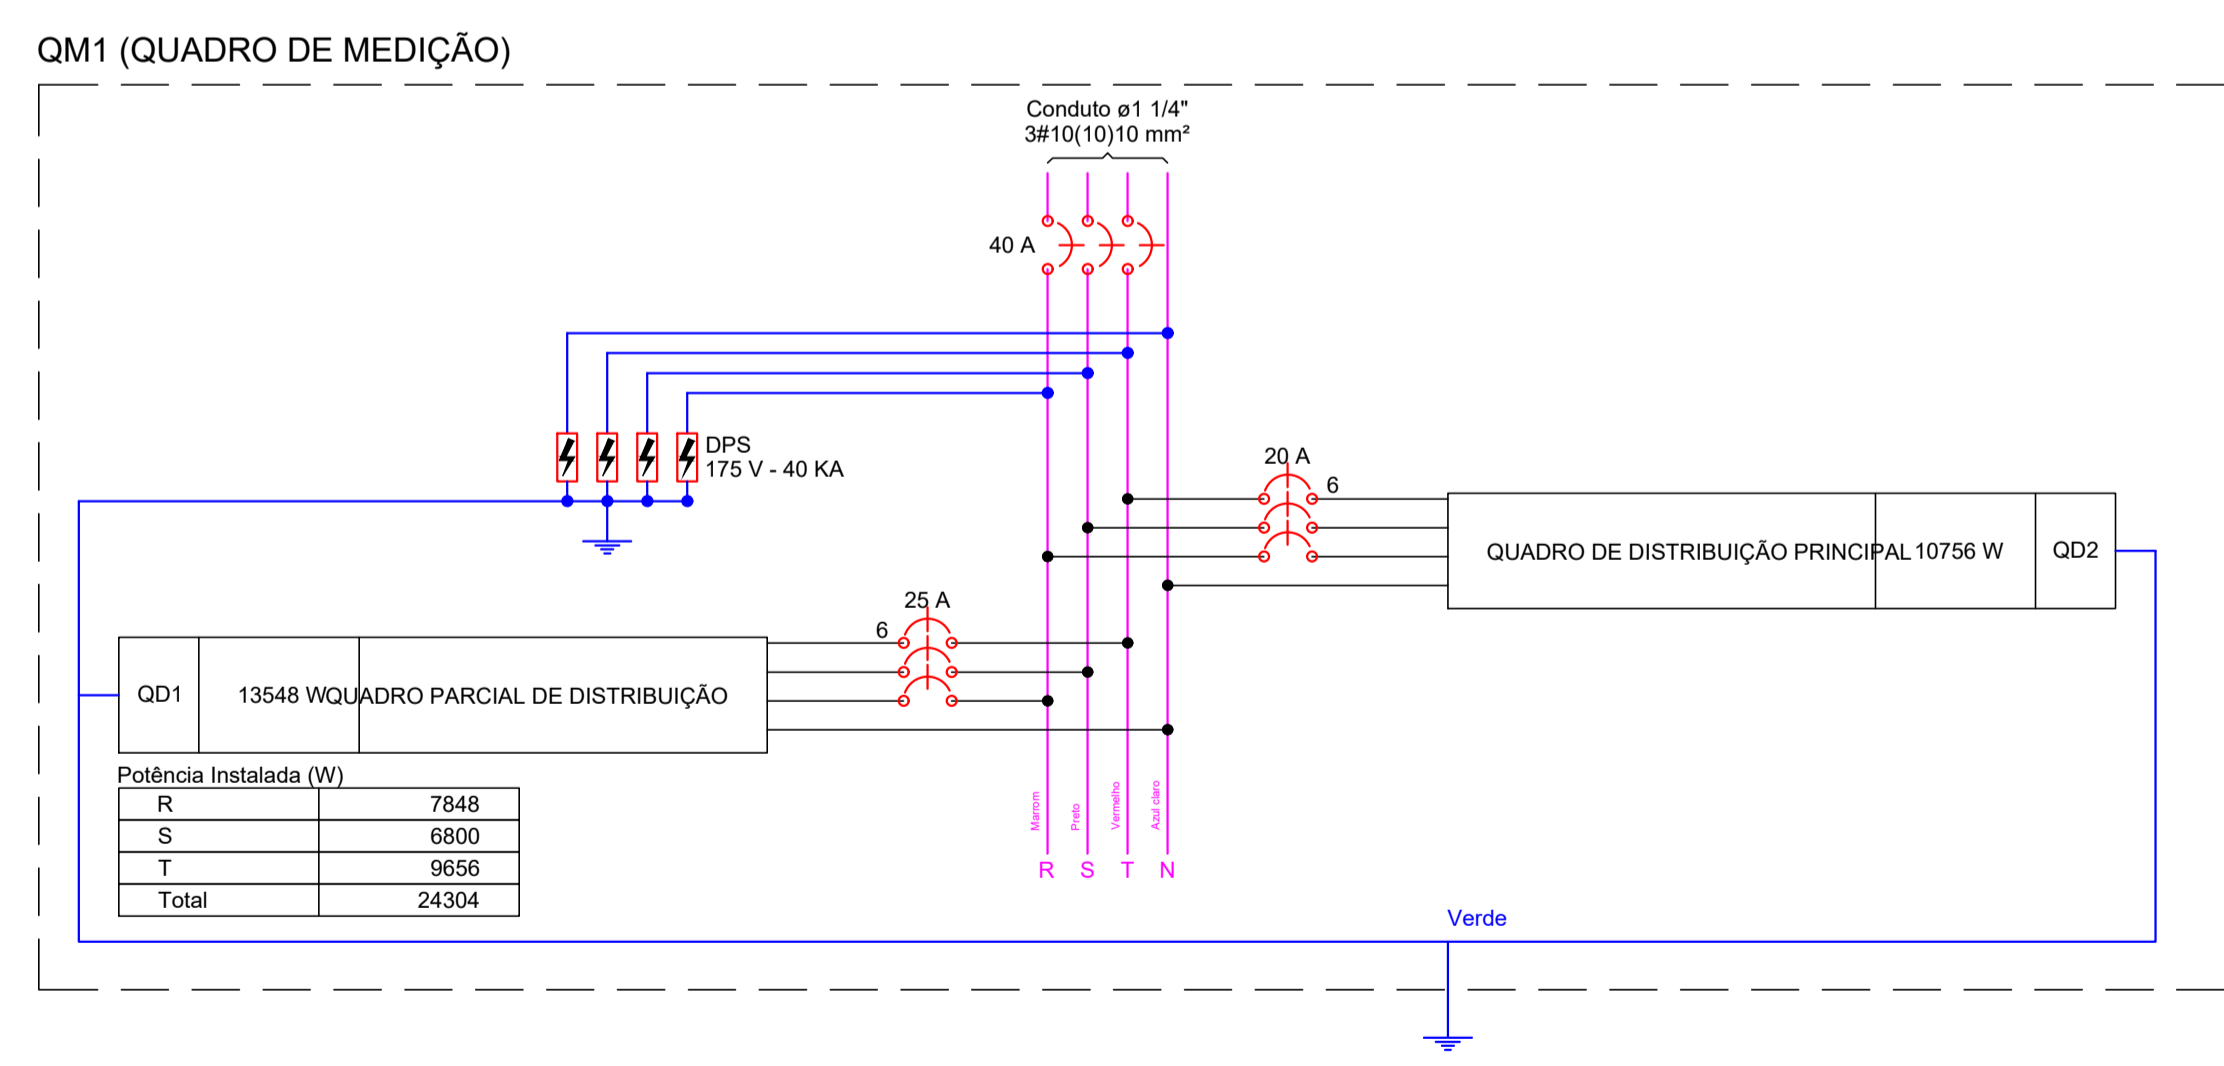 QM1 (QUADRO DE MEDIÇÃO)
Conduto ø1 1/4"
3#10(10)10 mm²
40 A
DPS
175 V - 40 KA
20 A
6
QUADRO DE DISTRIBUIÇÃO PRINCIPAL 10756 W QD2
25 A
6
QD1 13548 W QUADRO PARCIAL DE DISTRIBUIÇÃO
Potência Instalada (W)
R 7848
S 6800
T 9656
Total 24304
Marrom Preto Vermelho Azul claro
R S T N
Verde